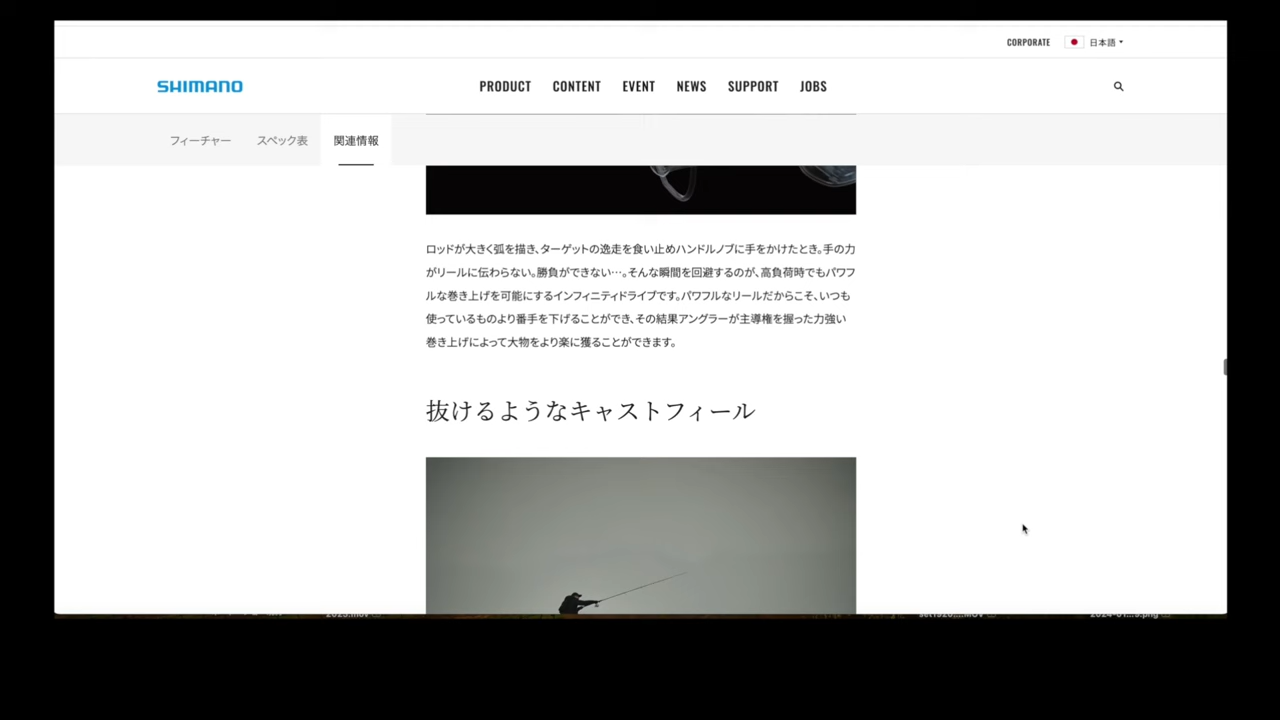 CORPORATE 日本語
SHIMANO PRODUCT CONTENT EVENT NEWS SUPPORT JOBS
フィーチャー スペック表 関連情報
ロッドが大きく弧を描き、ターゲットの逸走を食い止めハンドルノブに手をかけたとき。手の力
がリールに伝わらない。勝負ができない…。そんな瞬間を回避するのが、高負荷時でもパワフ
ルな巻き上げを可能にするインフィニティドライブです。パワフルなリールだからこそ、いつも
使っているものより番手を下げることができ、その結果アングラーが主導権を握った力強い
巻き上げによって大物をより楽に獲ることができます。
抜けるようなキャストフィール